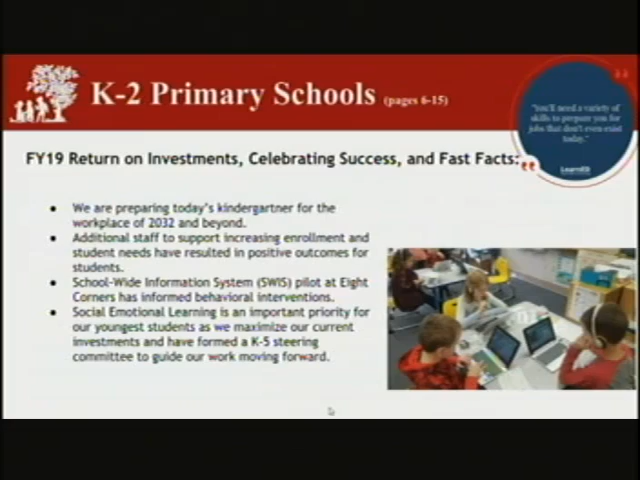 K-2 Primary Schools (pages 6-15)
"You'll need a variety of
skills to prepare you for
jobs that don't even exist
today."
FY19 Return on Investments, Celebrating Success, and Fast Facts:
• We are preparing today's kindergartner for the
workplace of 2032 and beyond.
• Additional staff to support increasing enrollment and
student needs have resulted in positive outcomes for
students.
• School-Wide Information System (SWIS) pilot at Eight
Corners has informed behavioral interventions.
• Social Emotional Learning is an important priority for
our youngest students as we maximize our current
investments and have formed a K-5 steering
committee to guide our work moving forward.